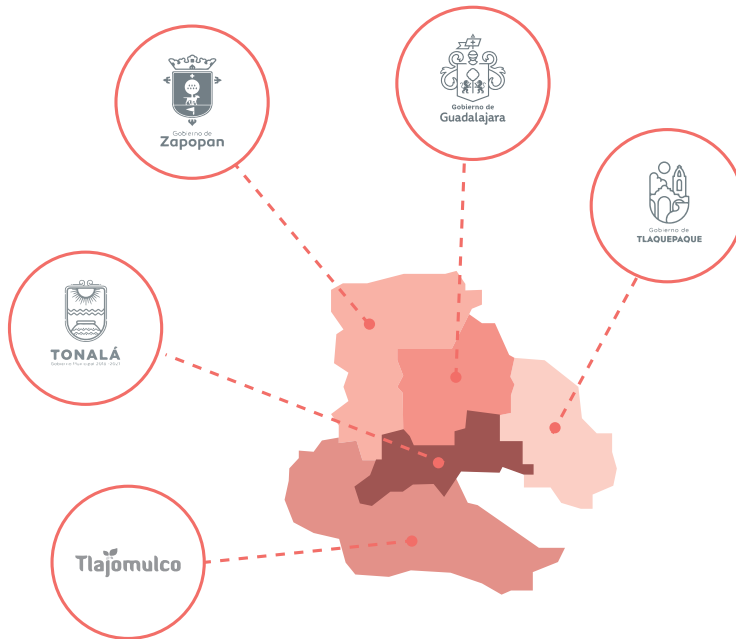 Gobierno de
Guadalajara
Gobierno de
Zapopan
Gobierno de
TLAQUEPAQUE
TONALÁ
Tlajomulco